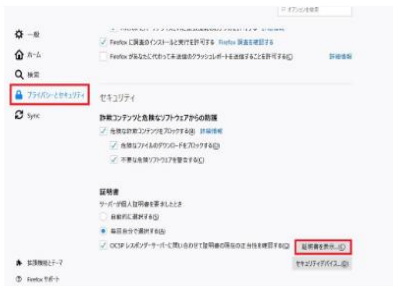 オプションを検索
一般
Firefox に調査のインストールと実行を許可する Firefox 調査を確認する
ホーム
Firefox があなたに代わって未送信のクラッシュレポートを送信することを許可する(C) 詳細情報
検索
プライバシーとセキュリティ
セキュリティ
Sync
詐欺コンテンツと危険なソフトウェアからの防護
危険な詐欺コンテンツをブロックする(B) 詳細情報
危険なファイルのダウンロードをブロックする(D)
不要な危険ソフトウェアを警告する(C)
証明書
サーバーが個人証明書を要求したとき
自動的に選択する(S)
毎回自分で選択する(A)
OCSP レスポンダーサーバーに問い合わせて証明書の現在の正当性を確認する(Q) 証明書を表示...(C)
セキュリティデバイス...(D)
拡張機能とテーマ
Firefox サポート